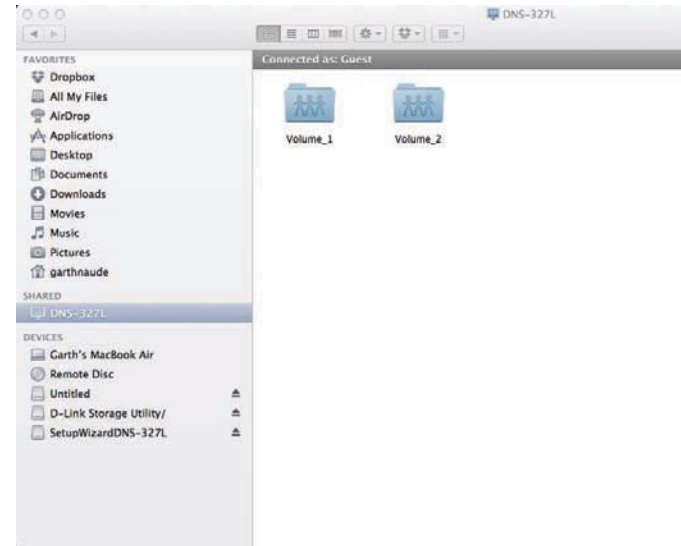 DNS-327L
FAVORITES
Dropbox
All My Files
AirDrop
Applications
Desktop
Documents
Downloads
Movies
Music
Pictures
garthnaude
SHARED
DNS-327L
DEVICES
Garth's MacBook Air
Remote Disc
Untitled
D-Link Storage Utility/
SetupWizardDNS-327L
Connected as: Guest
Volume_1
Volume_2